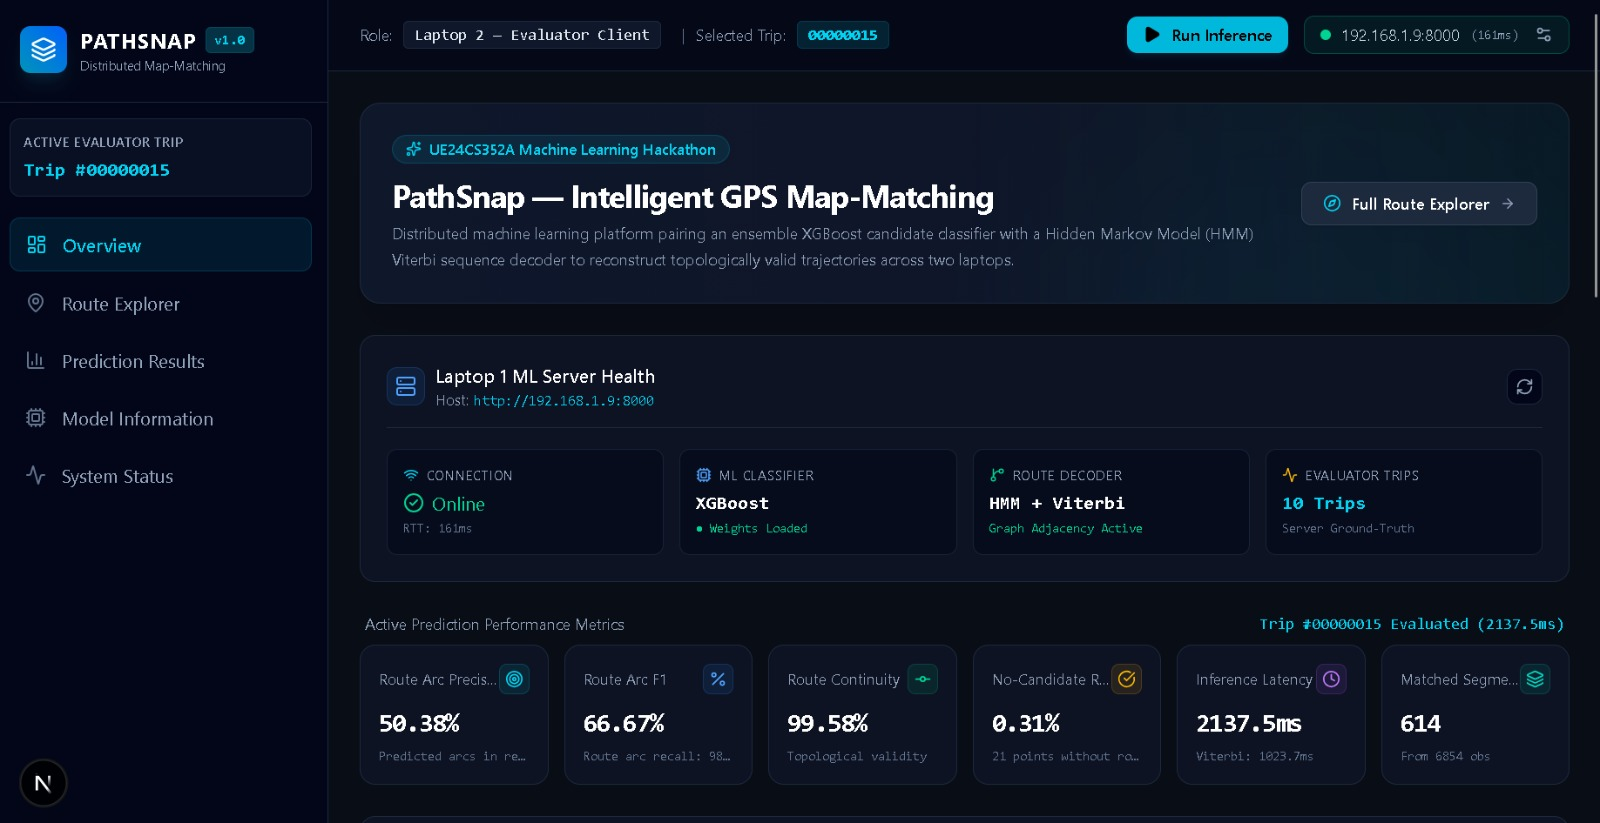 PATHSNAP v1.0
Distributed Map-Matching
ACTIVE EVALUATOR TRIP
Trip #00000015
Overview
Route Explorer
Prediction Results
Model Information
System Status
N
Role: Laptop 2 — Evaluator Client | Selected Trip: 00000015
Run Inference
192.168.1.9:8000 (161ms)
UE24CS352A Machine Learning Hackathon
PathSnap — Intelligent GPS Map-Matching
Distributed machine learning platform pairing an ensemble XGBoost candidate classifier with a Hidden Markov Model (HMM)
Viterbi sequence decoder to reconstruct topologically valid trajectories across two laptops.
Full Route Explorer
Laptop 1 ML Server Health
Host: http://192.168.1.9:8000
CONNECTION
Online
RTT: 161ms
ML CLASSIFIER
XGBoost
● Weights Loaded
ROUTE DECODER
HMM + Viterbi
Graph Adjacency Active
EVALUATOR TRIPS
10 Trips
Server Ground-Truth
Active Prediction Performance Metrics
Trip #00000015 Evaluated (2137.5ms)
Route Arc Precis...
50.38%
Predicted arcs in re...
Route Arc F1
66.67%
Route arc recall: 98...
Route Continuity
99.58%
Topological validity
No-Candidate R...
0.31%
21 points without ro...
Inference Latency
2137.5ms
Viterbi: 1023.7ms
Matched Segme...
614
From 6854 obs